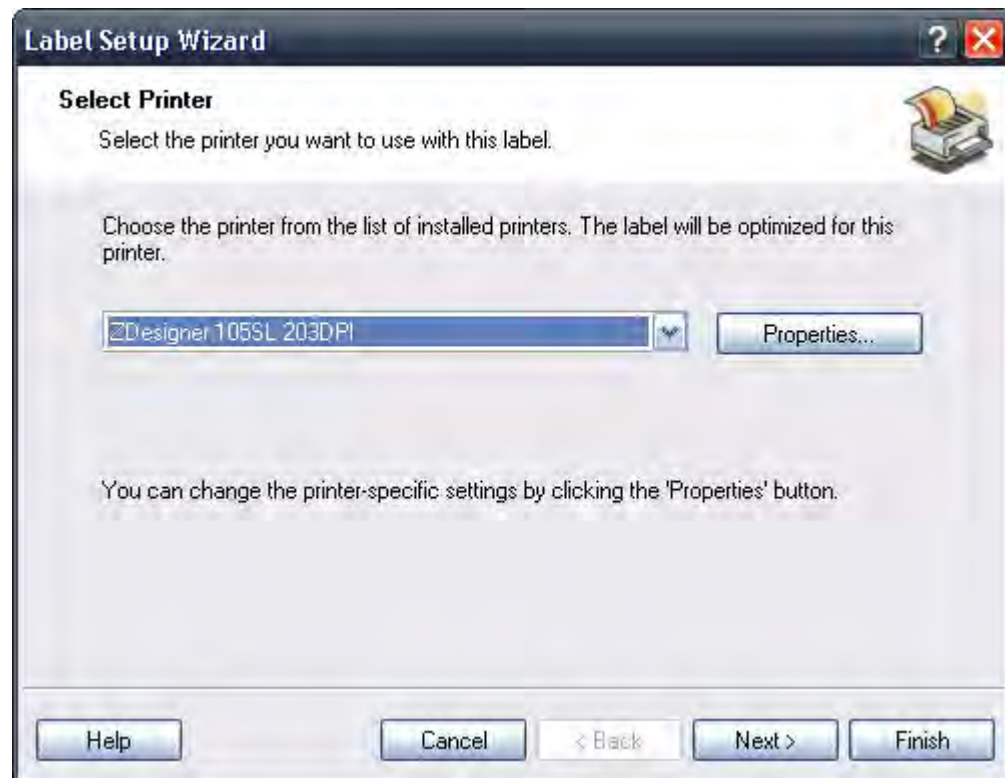 Label Setup Wizard
?
Select Printer
Select the printer you want to use with this label.
Choose the printer from the list of installed printers. The label will be optimized for this
printer.
ZDesigner 105SL 203DPI
Properties...
You can change the printer-specific settings by clicking the 'Properties' button.
Help
Cancel
< Back
Next >
Finish